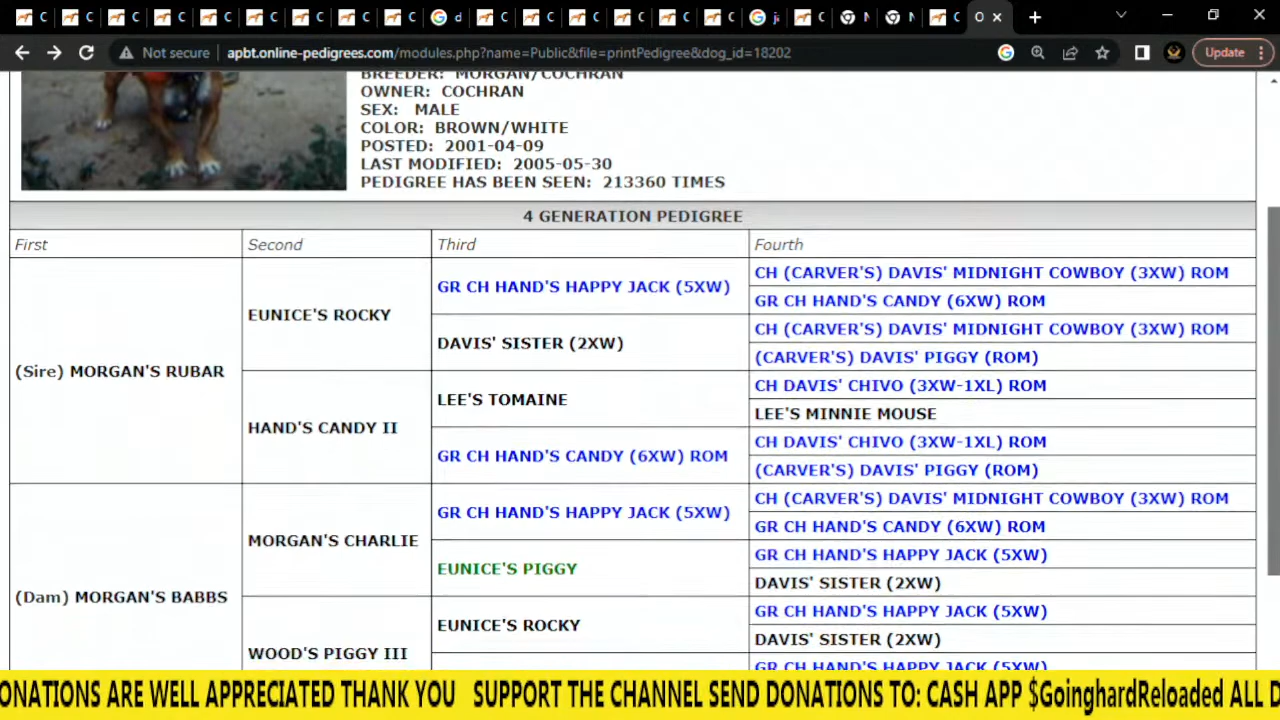 C C C C C C C C C d C C C C C C ji C N N C O
Not secure apbt.online-pedigrees.com/modules.php?name=Public&file=printPedigree&dog_id=18202 Update
BREEDER: MORGAN/COCHRAN
OWNER: COCHRAN
SEX: MALE
COLOR: BROWN/WHITE
POSTED: 2001-04-09
LAST MODIFIED: 2005-05-30
PEDIGREE HAS BEEN SEEN: 213360 TIMES
4 GENERATION PEDIGREE
First Second Third Fourth
CH (CARVER'S) DAVIS' MIDNIGHT COWBOY (3XW) ROM
GR CH HAND'S HAPPY JACK (5XW)
GR CH HAND'S CANDY (6XW) ROM
EUNICE'S ROCKY
CH (CARVER'S) DAVIS' MIDNIGHT COWBOY (3XW) ROM
DAVIS' SISTER (2XW)
(CARVER'S) DAVIS' PIGGY (ROM)
(Sire) MORGAN'S RUBAR
CH DAVIS' CHIVO (3XW-1XL) ROM
LEE'S TOMAINE
LEE'S MINNIE MOUSE
HAND'S CANDY II
CH DAVIS' CHIVO (3XW-1XL) ROM
GR CH HAND'S CANDY (6XW) ROM
(CARVER'S) DAVIS' PIGGY (ROM)
CH (CARVER'S) DAVIS' MIDNIGHT COWBOY (3XW) ROM
GR CH HAND'S HAPPY JACK (5XW)
GR CH HAND'S CANDY (6XW) ROM
MORGAN'S CHARLIE
GR CH HAND'S HAPPY JACK (5XW)
EUNICE'S PIGGY
DAVIS' SISTER (2XW)
(Dam) MORGAN'S BABBS
GR CH HAND'S HAPPY JACK (5XW)
EUNICE'S ROCKY
DAVIS' SISTER (2XW)
WOOD'S PIGGY III
GR CH HAND'S HAPPY JACK (5XW)
ONATIONS ARE WELL APPRECIATED THANK YOU SUPPORT THE CHANNEL SEND DONATIONS TO: CASH APP $GoinghardReloaded ALL D